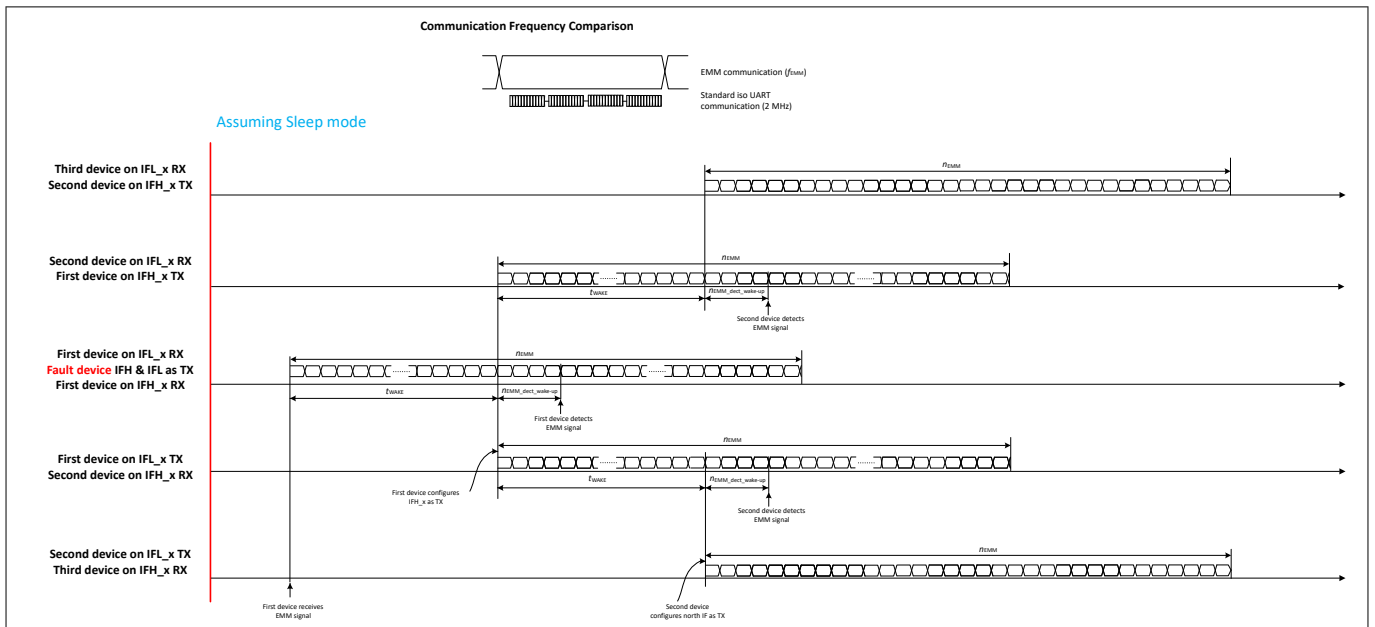 Communication Frequency Comparison
EMM communication (fEMM)
Standard iso UART
communication (2 MHz)
Assuming Sleep mode
Third device on IFL_x RX
Second device on IFH_x TX
nEMM
Second device on IFL_x RX
First device on IFH_x TX
nEMM
tWAKE
nEMM_dect_wake-up
Second device detects
EMM signal
First device on IFL_x RX
Fault device IFH & IFL as TX
First device on IFH_x RX
nEMM
tWAKE
nEMM_dect_wake-up
First device detects
EMM signal
First device on IFL_x TX
Second device on IFH_x RX
nEMM
tWAKE
nEMM_dect_wake-up
First device configures
IFH_x as TX
Second device detects
EMM signal
Second device on IFL_x TX
Third device on IFH_x RX
nEMM
First device receives
EMM signal
Second device
configures north IF as TX